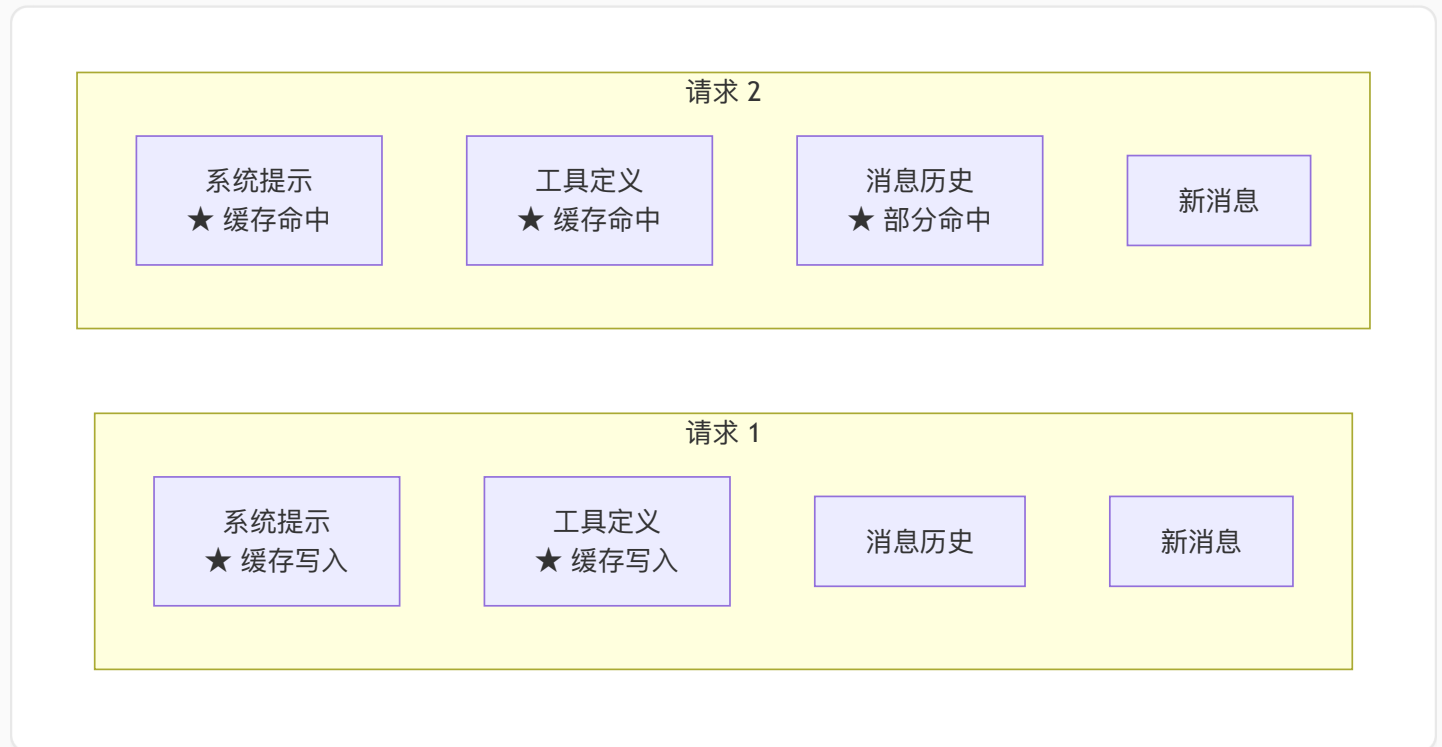 请求 2
系统提示
★ 缓存命中
工具定义
★ 缓存命中
消息历史
★ 部分命中
新消息
请求 1
系统提示
★ 缓存写入
工具定义
★ 缓存写入
消息历史
新消息